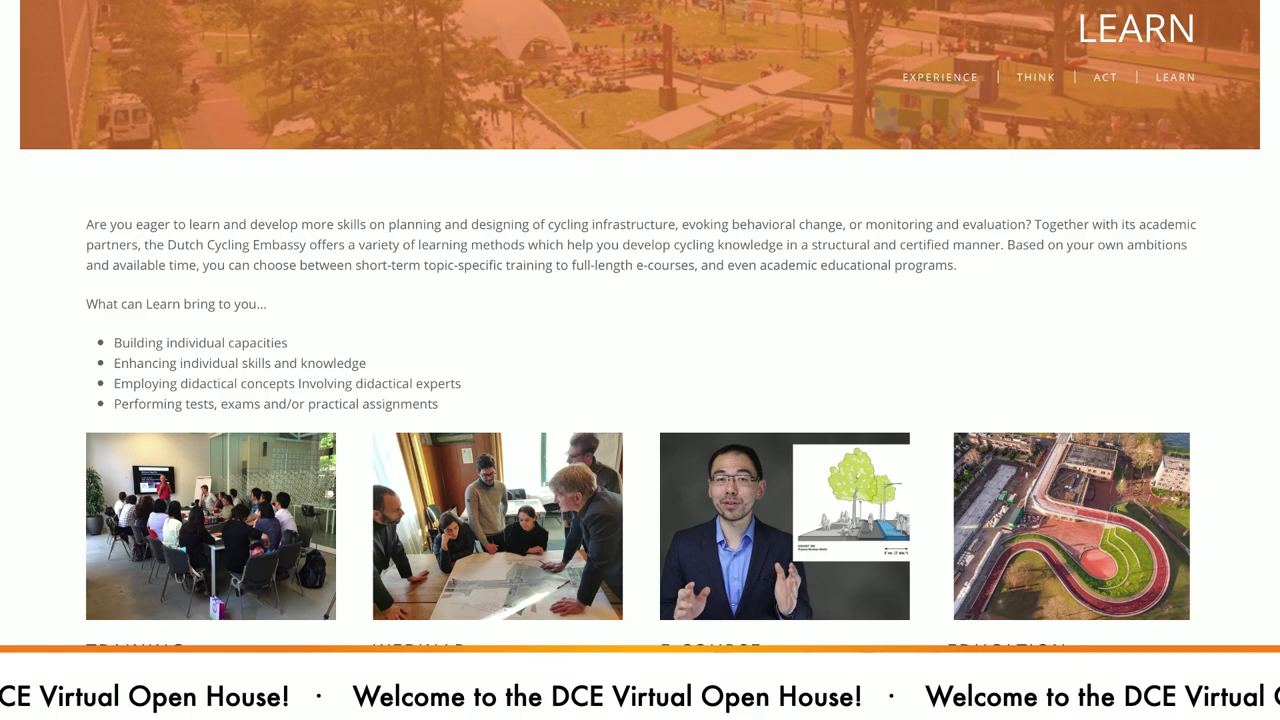 LEARN
EXPERIENCE | THINK | ACT | LEARN
Are you eager to learn and develop more skills on planning and designing of cycling infrastructure, evoking behavioral change, or monitoring and evaluation? Together with its academic
partners, the Dutch Cycling Embassy offers a variety of learning methods which help you develop cycling knowledge in a structural and certified manner. Based on your own ambitions
and available time, you can choose between short-term topic-specific training to full-length e-courses, and even academic educational programs.
What can Learn bring to you...
Building individual capacities
Enhancing individual skills and knowledge
Employing didactical concepts Involving didactical experts
Performing tests, exams and/or practical assignments
TRAINING WEBINAR E-COURSE EDUCATION
CE Virtual Open House! · Welcome to the DCE Virtual Open House! · Welcome to the DCE Virtual